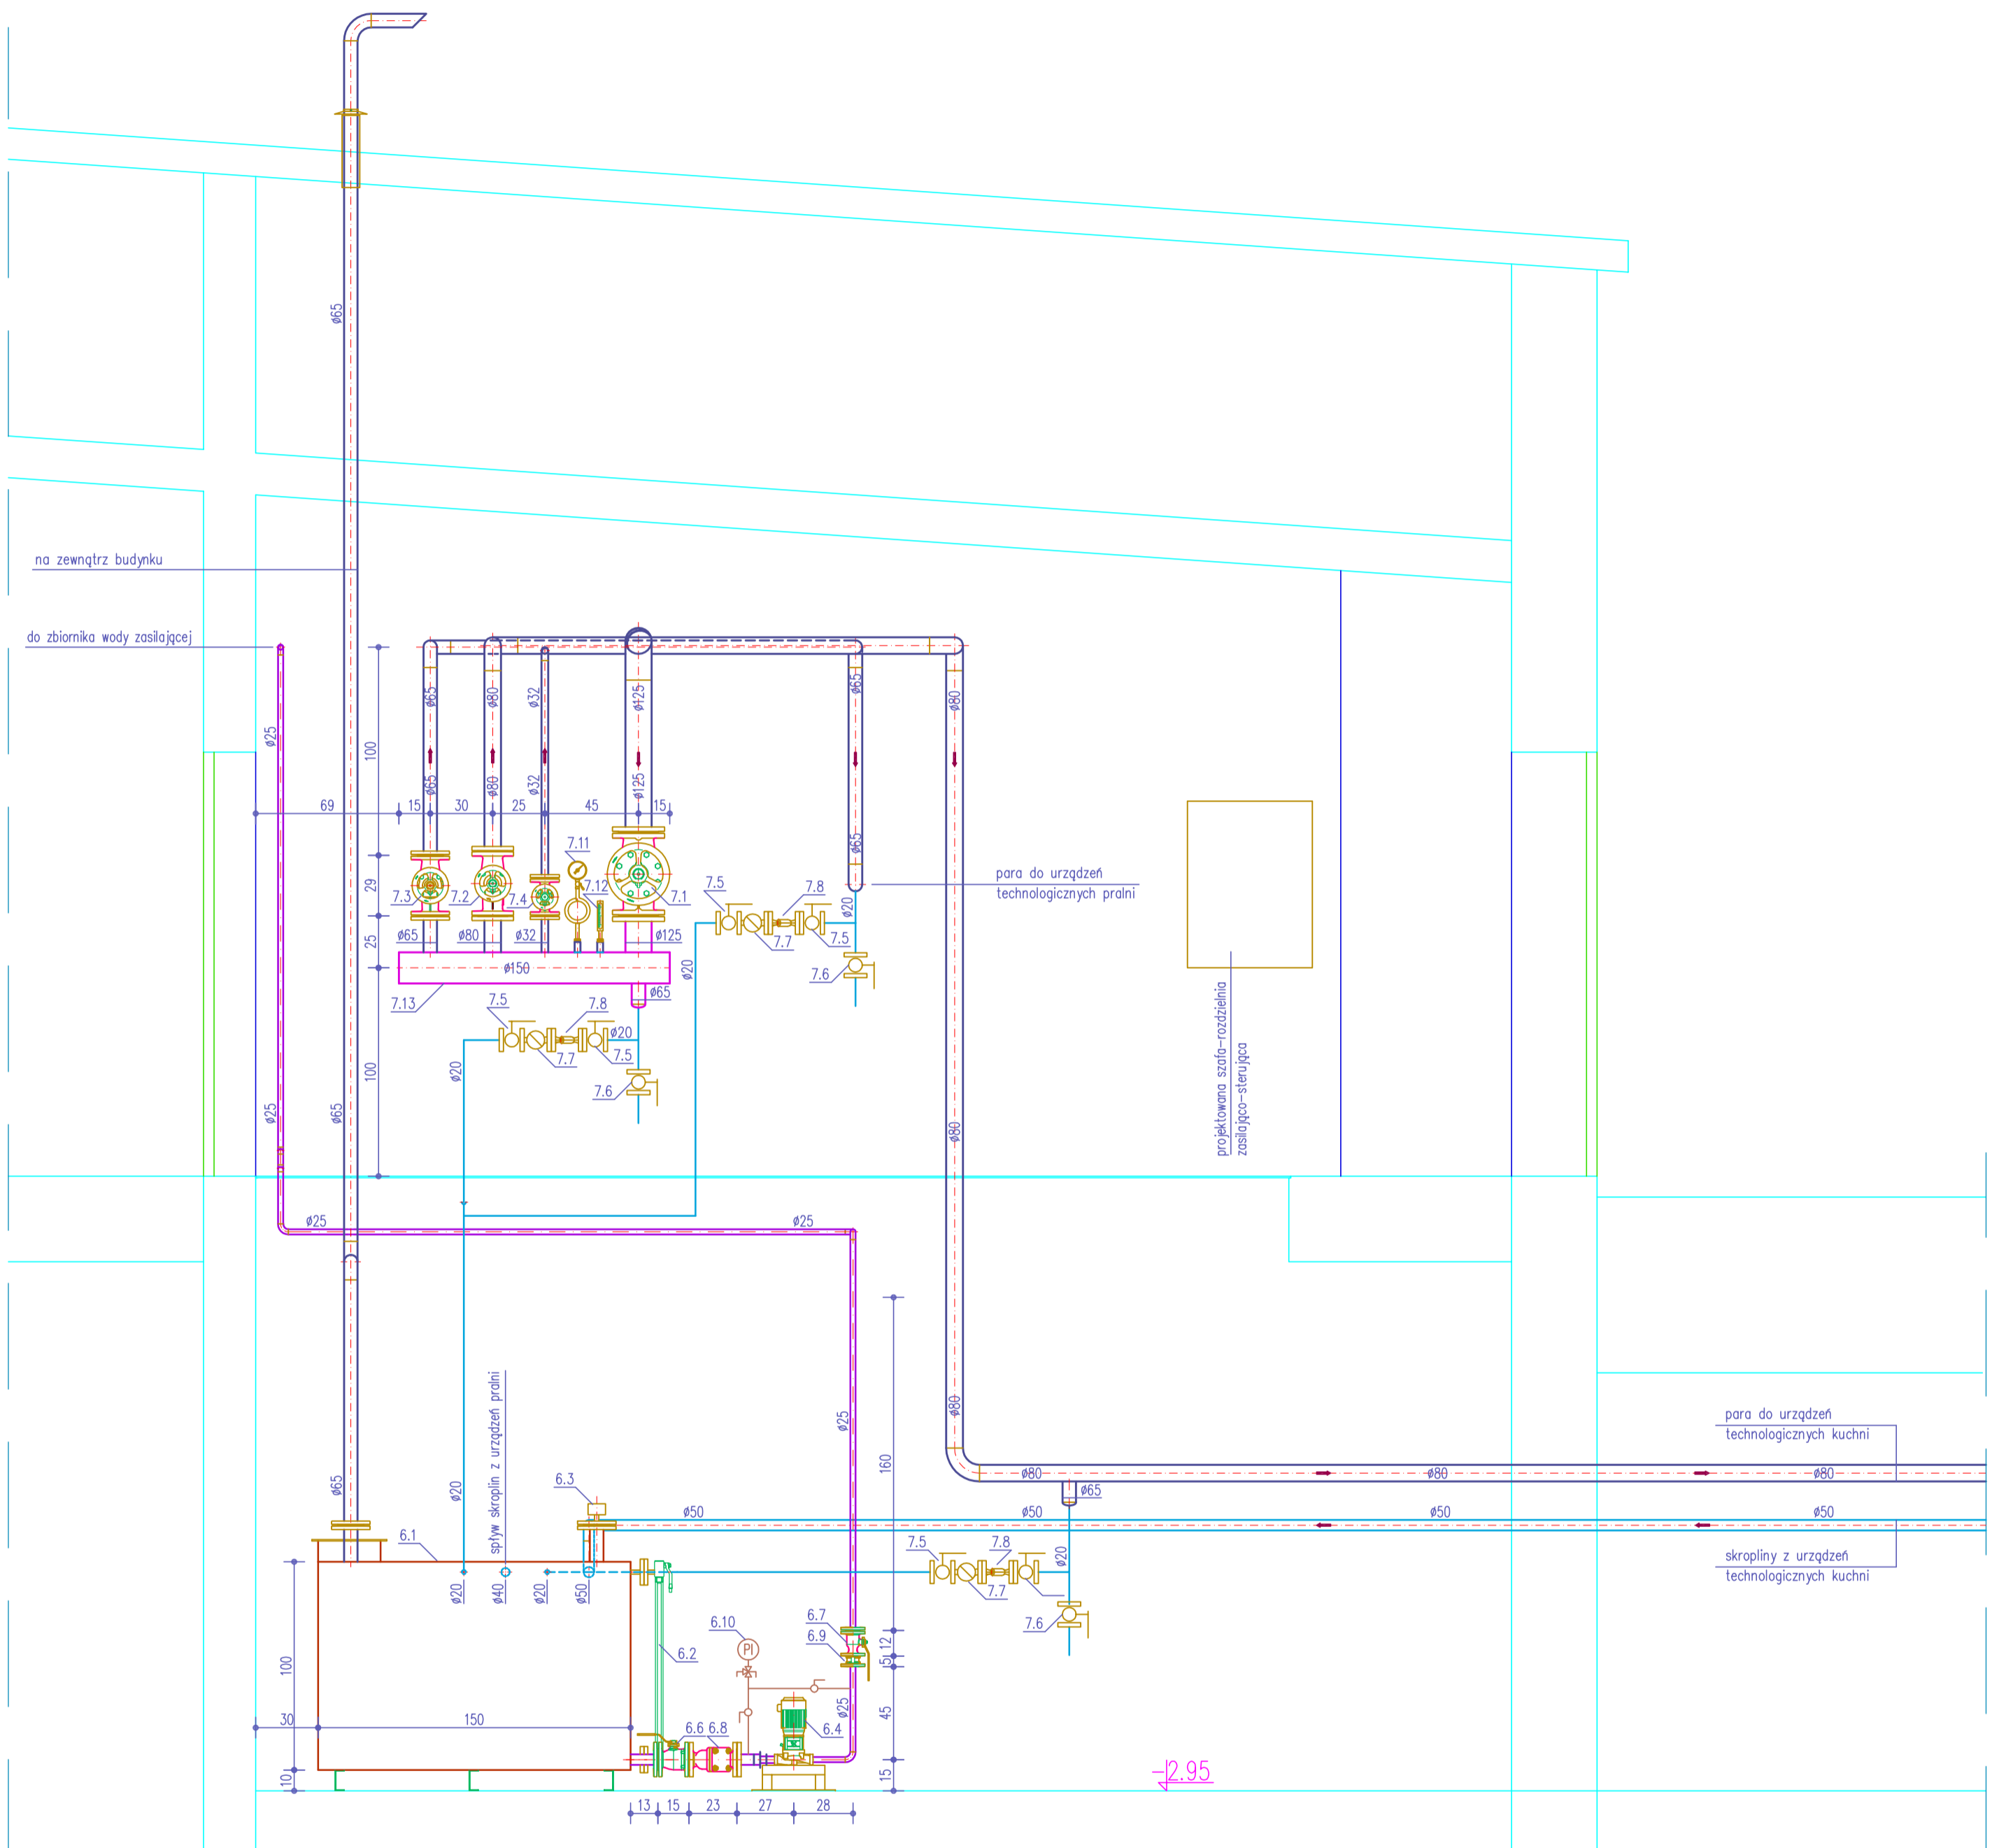 ø65
na zewnątrz budynku
do zbiornika wody zasilającej
ø25
ø65
ø80
ø32
ø125
ø65
ø80
100
ø65
ø80
ø32
ø125
69
15
30
25
45
15
ø65
7.11
29
7.3
7.2
7.4
7.12
7.1
para do urządzeń
technologicznych pralni
7.5
7.8
ø20
25
ø65
ø80
ø32
ø125
7.7
7.5
ø150
ø20
7.6
7.13
7.5
7.8
ø65
ø20
7.7
7.5
7.6
100
ø20
ø25
ø65
ø80
projektowana szafa-rozdzielnia
zasilająco-sterująca
ø25
ø25
ø25
ø80
160
para do urządzeń
technologicznych kuchni
spływ skroplin z urządzeń pralni
ø20
ø65
6.3
ø80
ø80
ø80
ø65
ø50
ø50
ø50
ø50
6.1
7.5
7.8
ø20
skropliny z urządzeń
technologicznych kuchni
7.7
7.6
ø20
ø40
ø20
ø50
6.10
PI
6.7
6.9
12
5
6.2
100
ø25
45
30
150
6.6
6.8
6.4
10
15
-2.95
13
15
23
27
28